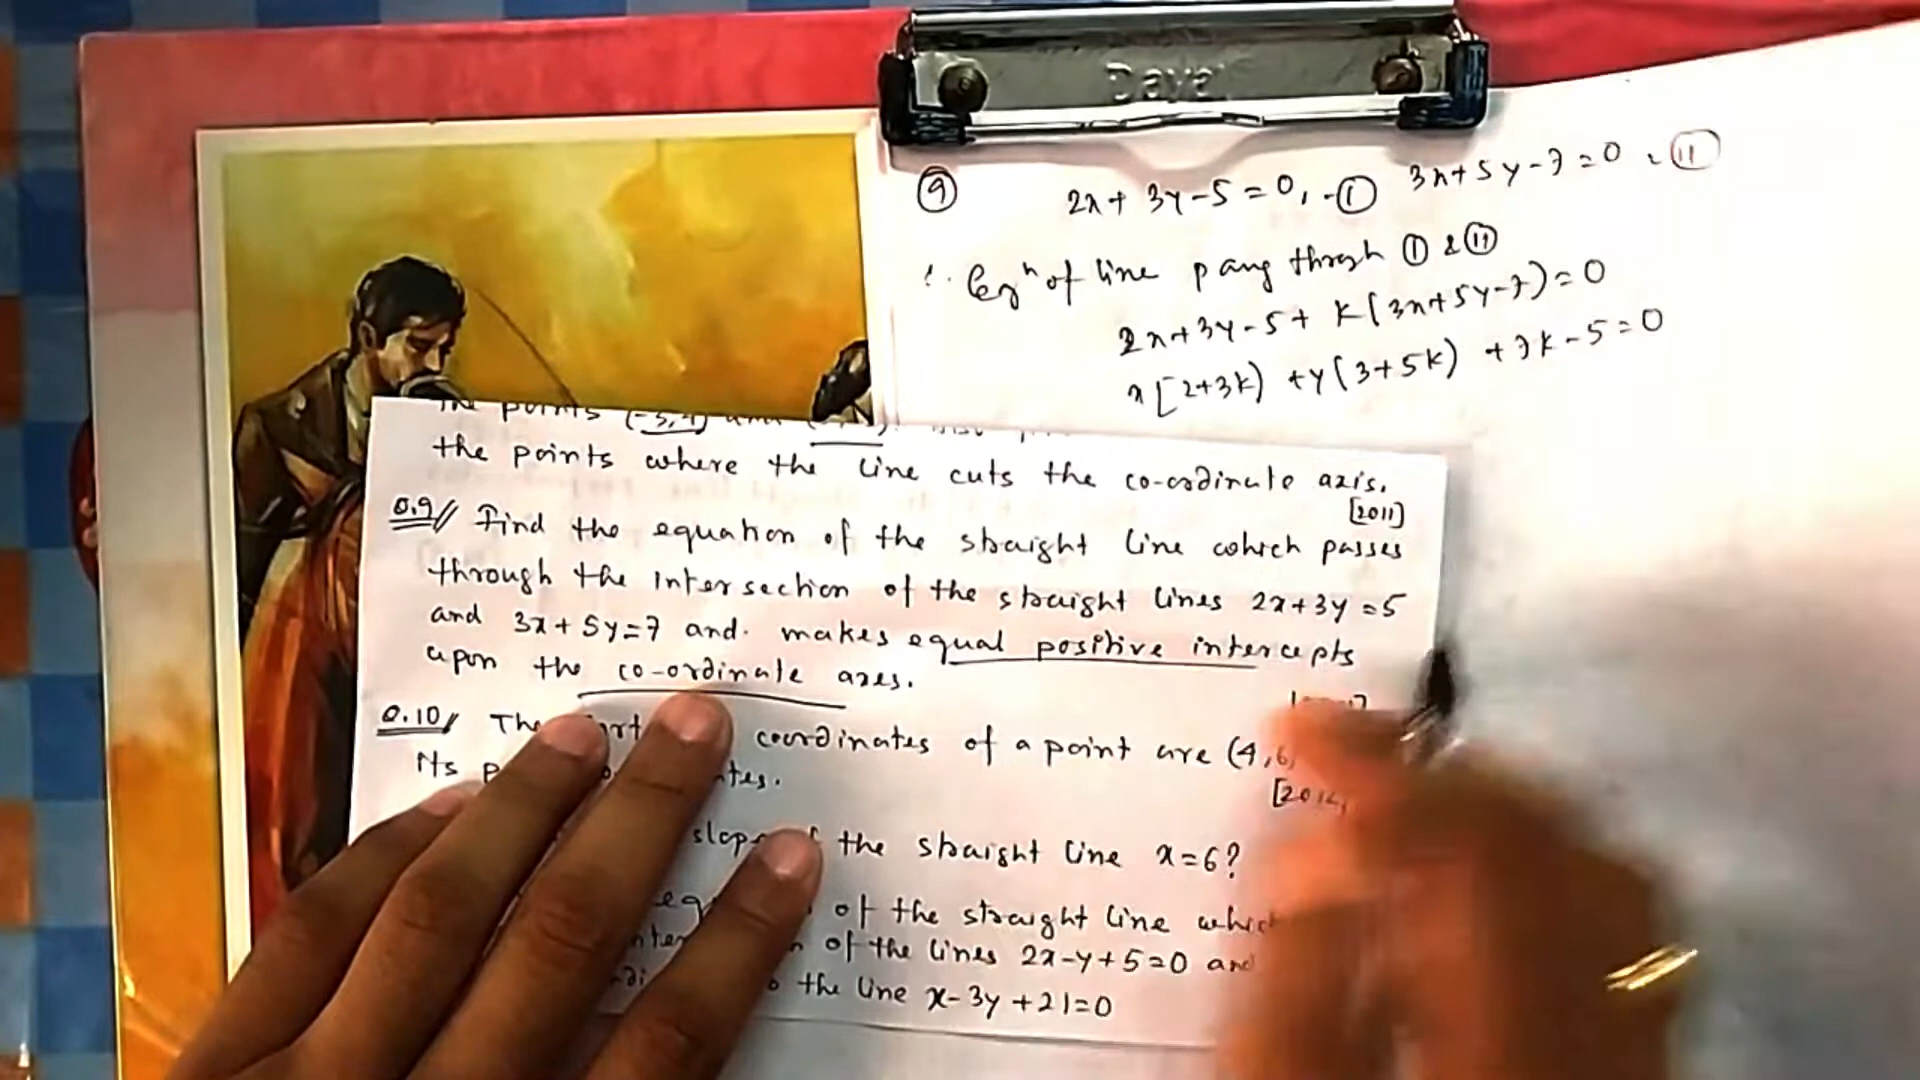 Daya
⑨ 2x+3y-5=0, -① 3x+5y-7=0 ⑪
of line through ① & ⑪
2x+3y-5+ k(3x+5y-7)=0
x[2+3k) +y(3+5k) +7k-5=0
the points
the points where the line cuts the co-ordinate axis.
[2011]
Q.9// Find the equation of the straight line which passes
through the intersection of the straight lines 2x+3y=5
and 3x+5y=7 and. makes equal positive intercepts
upon the co-ordinate axes.
Q.10/ The coordinates of a point are (4,6
Its
slope the straight line x=6?
of the straight line which
of the lines 2x-y+5=0 and
the line x-3y+21=0